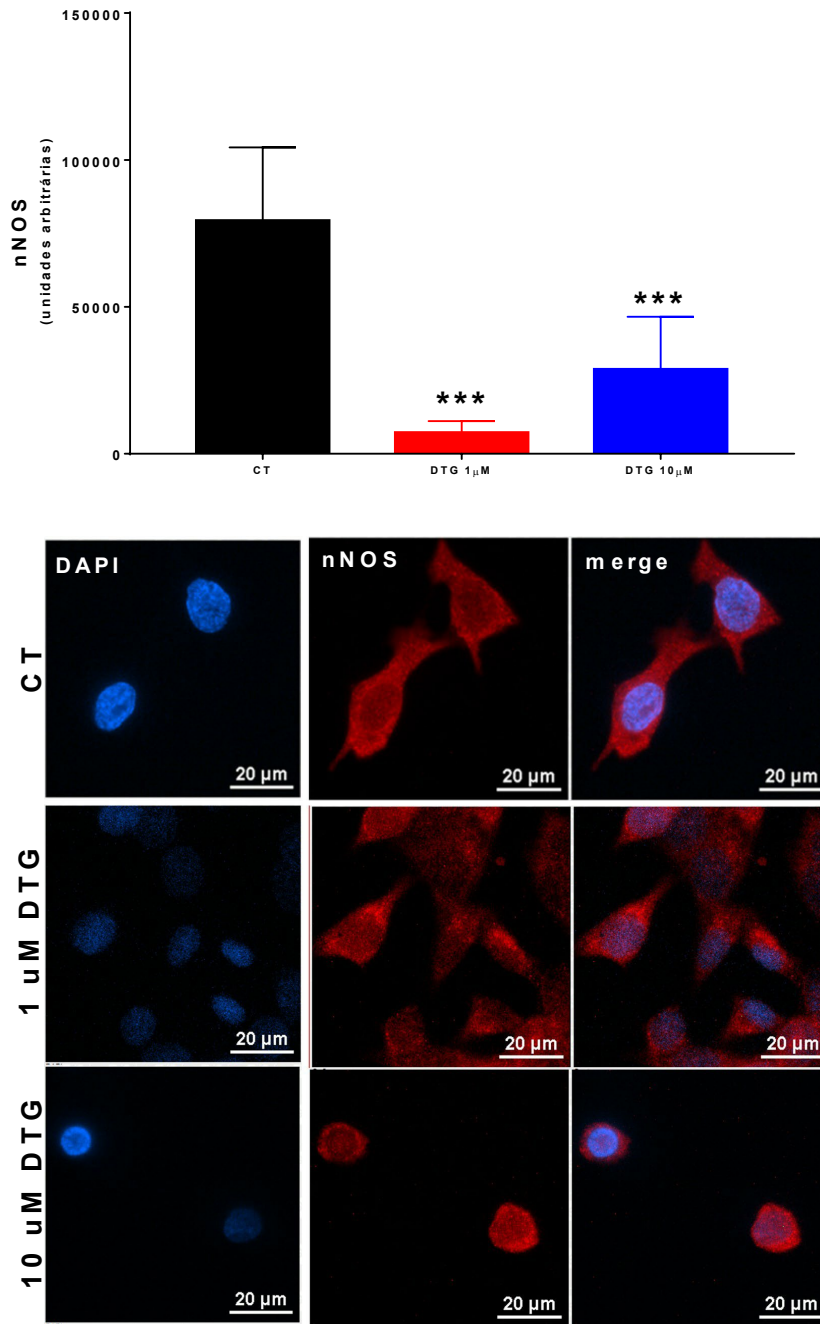 150000
100000
50000
0
nNOS
(unidades arbitrárias)
***
***
CT
DTG 1µM
DTG 10µM
DAPI
nNOS
merge
CT
20 µm
20 µm
20 µm
1 uM DTG
20 µm
20 µm
20 µm
10 uM DTG
20 µm
20 µm
20 µm